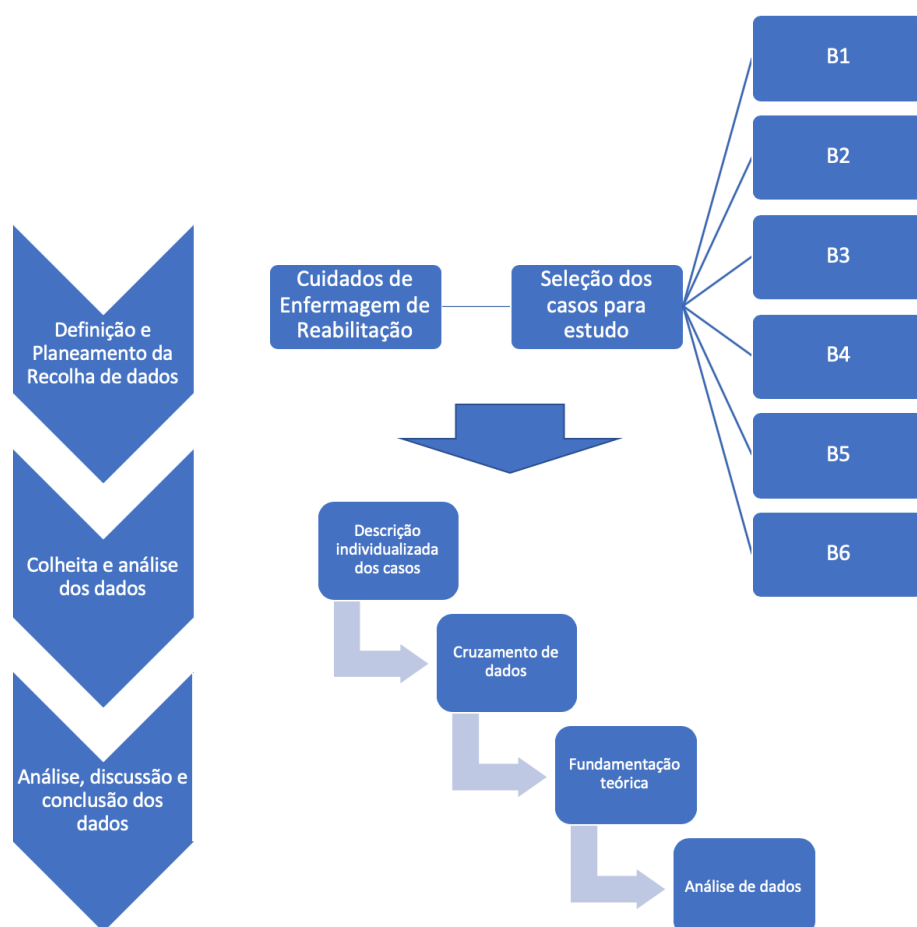 Definição e
Planeamento da
Recolha de dados
Colheita e análise
dos dados
Análise, discussão e
conclusão dos
dados
Cuidados de
Enfermagem de
Reabilitação
Seleção dos
casos para
estudo
B1
B2
B3
B4
B5
B6
Descrição
individualizada
dos casos
Cruzamento de
dados
Fundamentação
teórica
Análise de dados